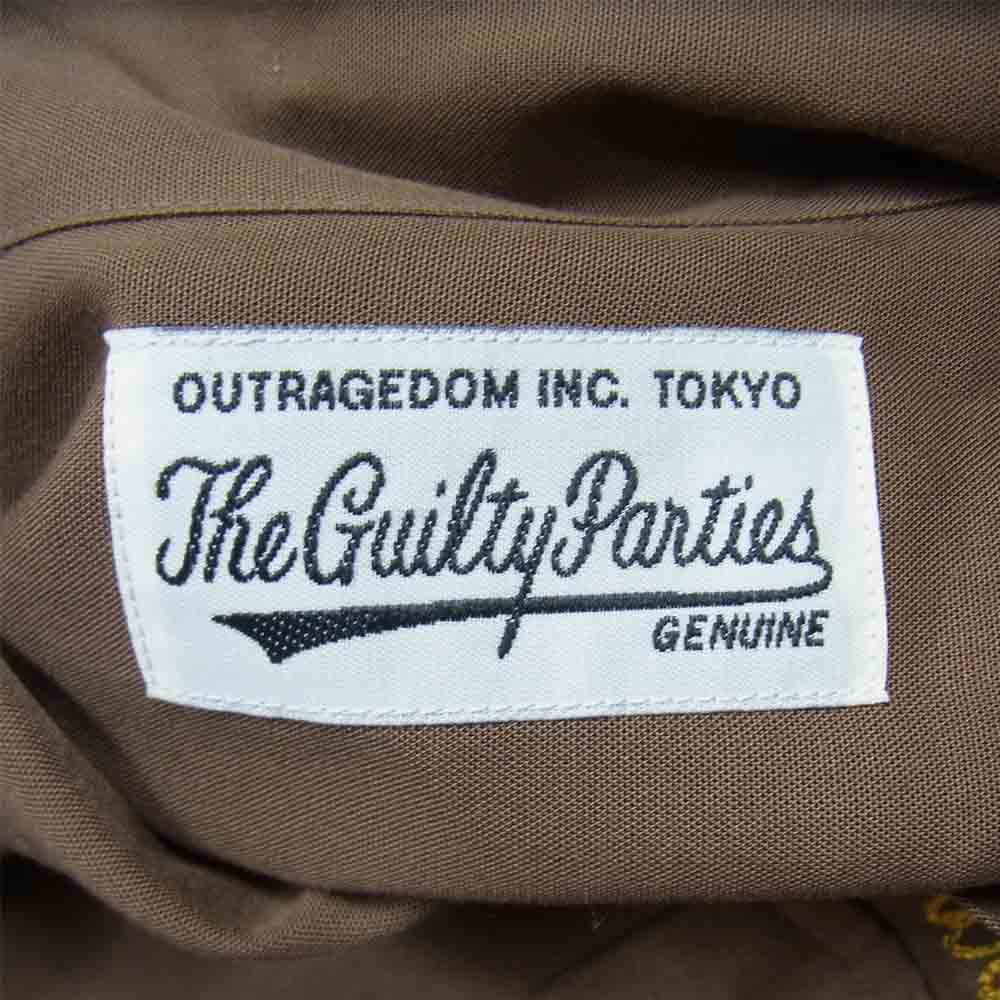 OUTRAGEDOM INC. TOKYO
The Guilty Parties
GENUINE